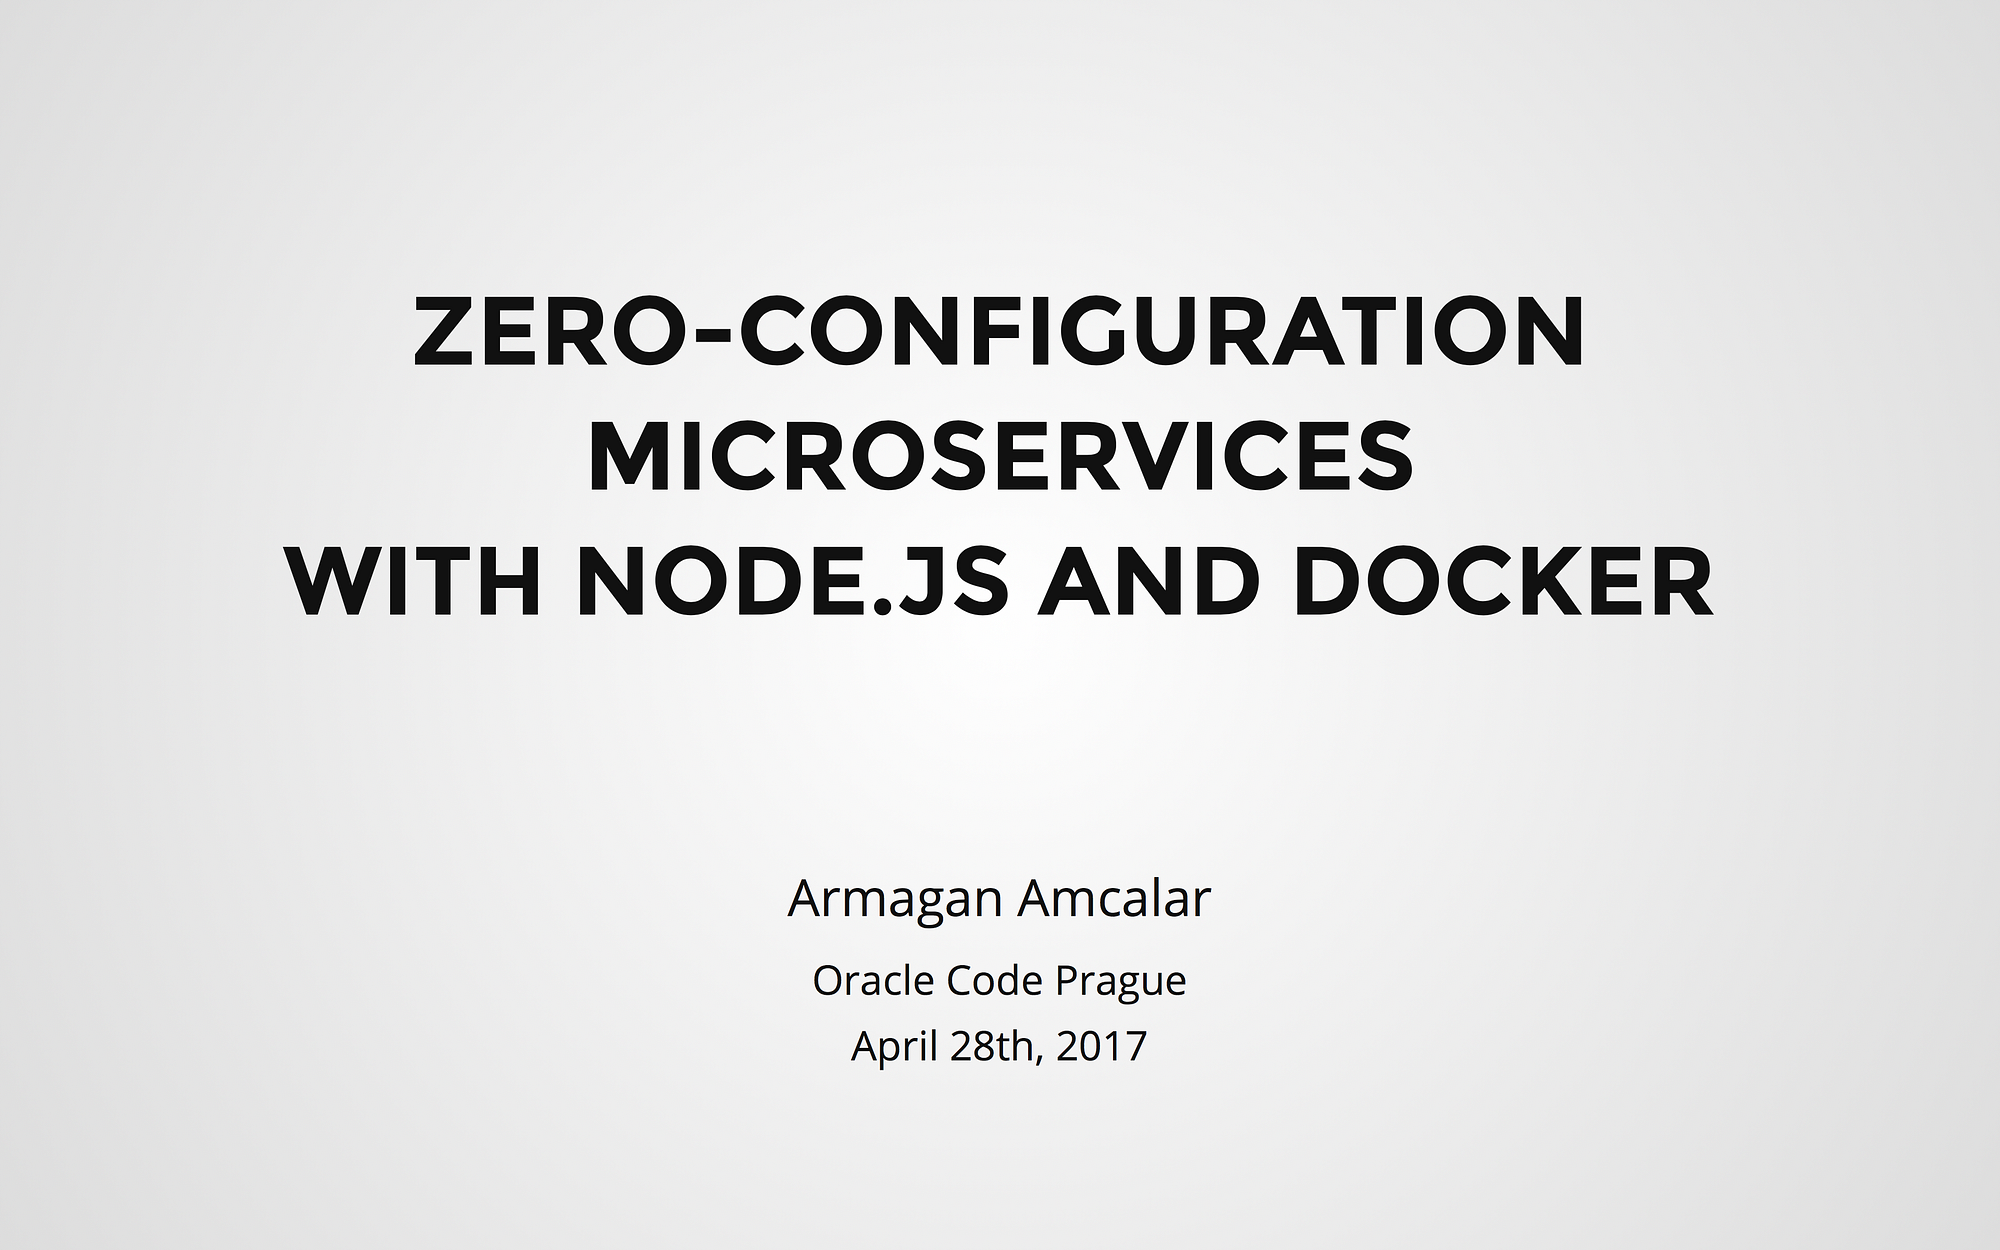 ZERO-CONFIGURATION
MICROSERVICES
WITH NODE.JS AND DOCKER
Armagan Amcalar
Oracle Code Prague
April 28th, 2017